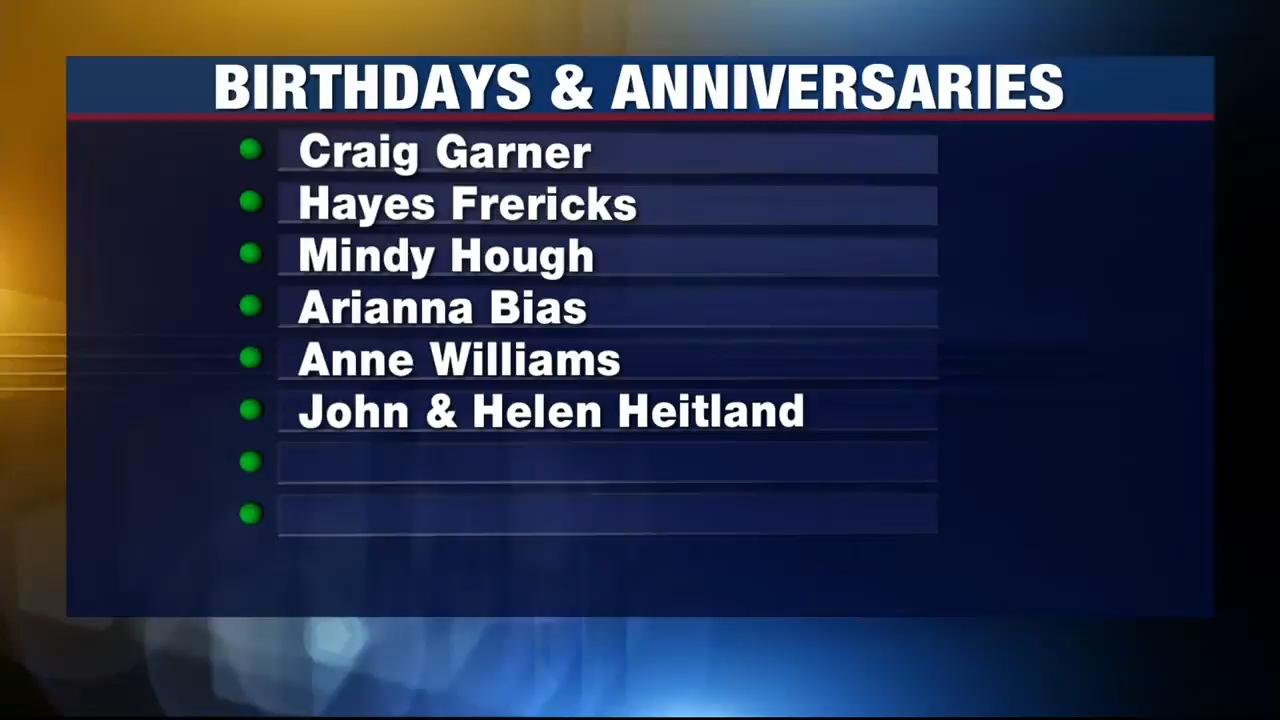 BIRTHDAYS & ANNIVERSARIES
Craig Garner
Hayes Frericks
Mindy Hough
Arianna Bias
Anne Williams
John & Helen Heitland